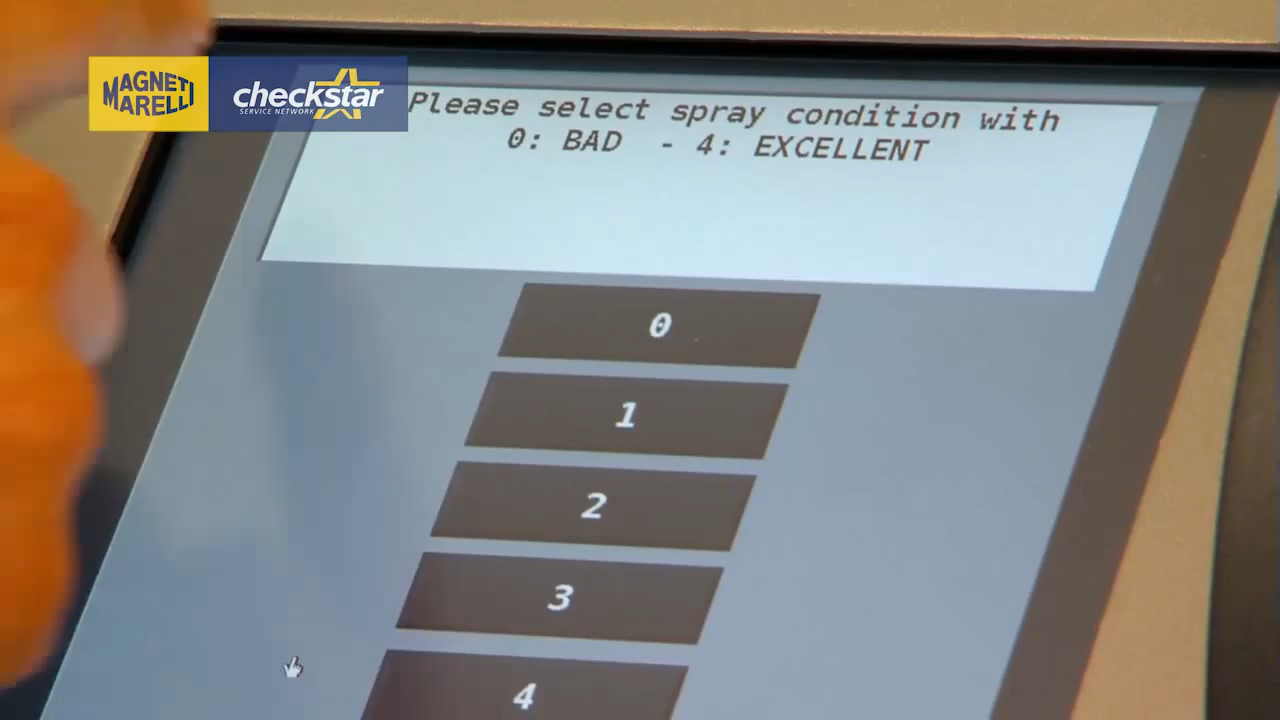 MAGNETI
MARELLI
checkstar
SERVICE NETWORK
Please select spray condition with
0: BAD - 4: EXCELLENT
0
1
2
3
4